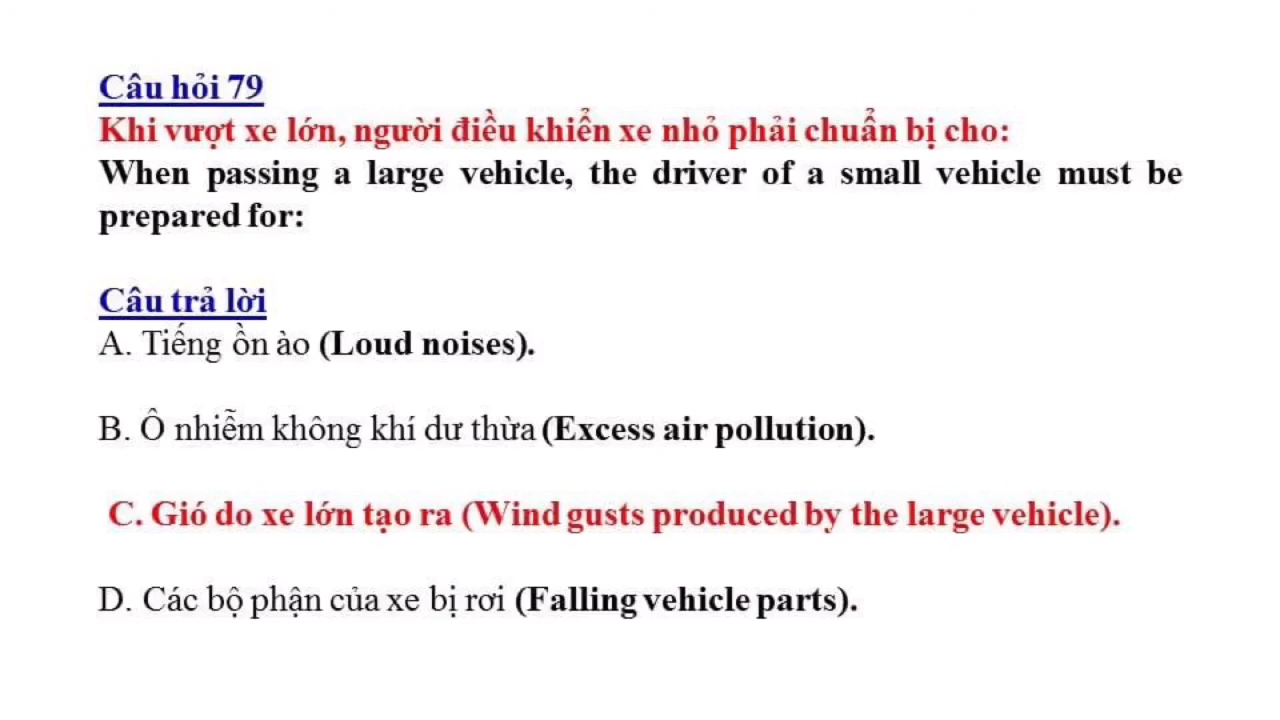 Câu hỏi 79
Khi vượt xe lớn, người điều khiển xe nhỏ phải chuẩn bị cho:
When passing a large vehicle, the driver of a small vehicle must be
prepared for:
Câu trả lời
A. Tiếng ồn ào (Loud noises).
B. Ô nhiễm không khí dư thừa (Excess air pollution).
C. Gió do xe lớn tạo ra (Wind gusts produced by the large vehicle).
D. Các bộ phận của xe bị rơi (Falling vehicle parts).